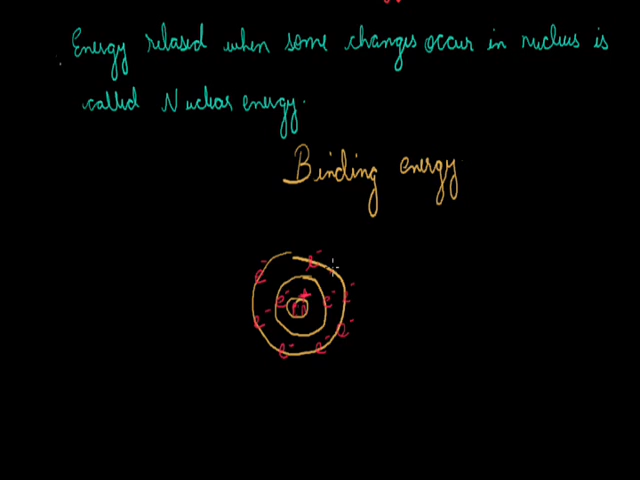 Energy relased when some changes occur in nucleus is
called Nuclear energy.
Binding energy
e⁻ e⁻
e⁻ e⁻ e⁻
e⁻ e⁻
e⁻ e⁻